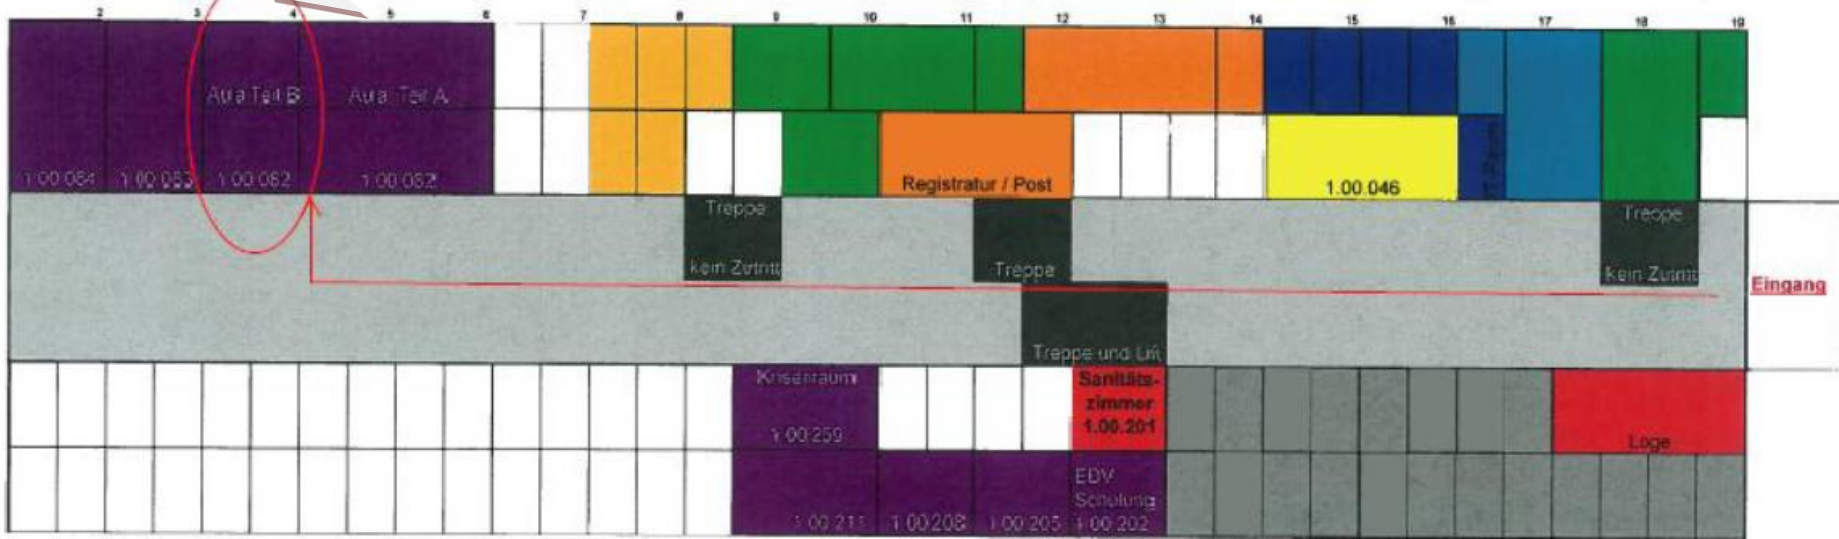 2 3 4 5 6 7 8 9 10 11 12 13 14 15 16 17 18 19
Aula Teil B Aula Teil A
1.00.084 1.00.083 1.00.082 1.00.082
Registratur / Post
1.00.046
Treppe
kein Zutritt
Treppe
Treppe
kein Zutritt
Eingang
Treppe und Lift
Krisenraum
1.00.259
Sanitäts-
zimmer
1.00.201
Loge
1.00.211 1.00.208 1.00.205
EDV
Schulung
1.00.202